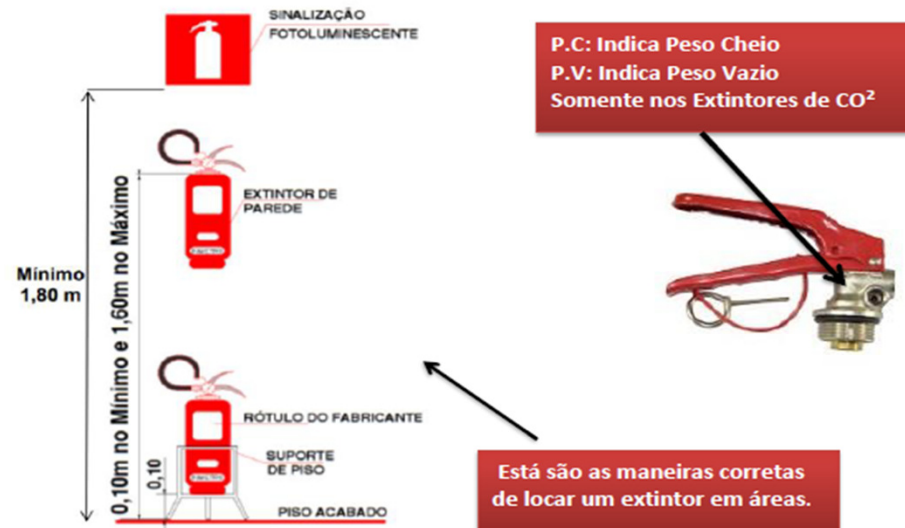 SINALIZAÇÃO
FOTOLUMINESCENTE
P.C: Indica Peso Cheio
P.V: Indica Peso Vazio
Somente nos Extintores de CO²
EXTINTOR DE
PAREDE
Mínimo
1,80 m
0,10m no Mínimo e 1,60m no Máximo
RÓTULO DO FABRICANTE
SUPORTE
DE PISO
0,10
PISO ACABADO
Está são as maneiras corretas
de locar um extintor em áreas.